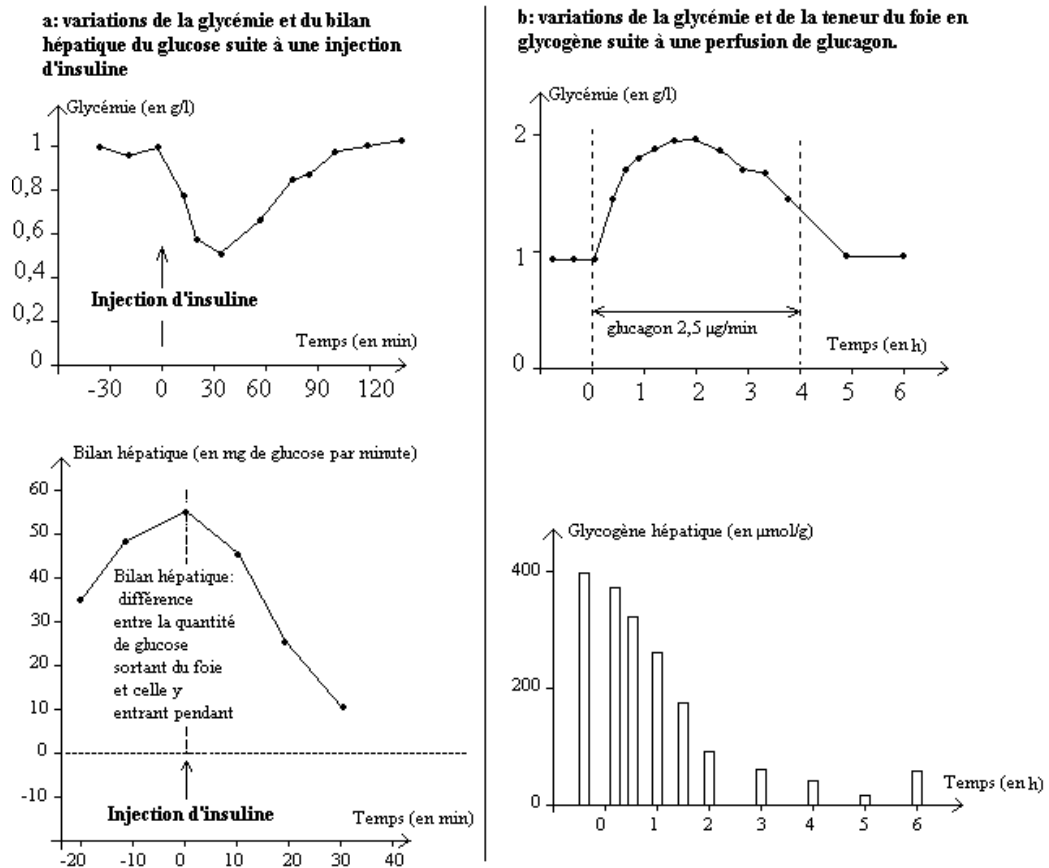 a: variations de la glycémie et du bilan
hépatique du glucose suite à une injection
d'insuline
Glycémie (en g/l)
1
0,8
0,6
0,4
0,2
0
Injection d'insuline
Temps (en min)
-30 0 30 60 90 120
Bilan hépatique (en mg de glucose par minute)
60
50
40
30
20
10
0
-10
Bilan hépatique:
différence
entre la quantité
de glucose
sortant du foie
et celle y
entrant pendant
Injection d'insuline
Temps (en min)
-20 -10 0 10 20 30 40
b: variations de la glycémie et de la teneur du foie en
glycogène suite à une perfusion de glucagon.
Glycémie (en g/l)
2
1
0
glucagon 2,5 µg/min
Temps (en h)
0 1 2 3 4 5 6
Glycogène hépatique (en µmol/g)
400
200
0
Temps (en h)
0 1 2 3 4 5 6